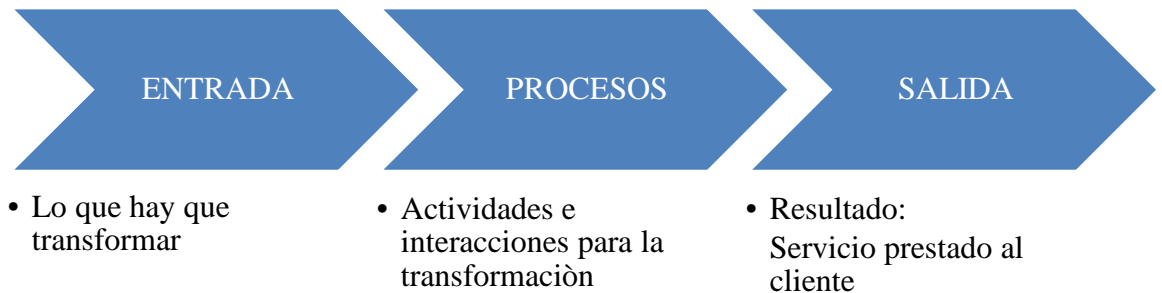 ENTRADA
PROCESOS
SALIDA
• Lo que hay que
transformar
• Actividades e
interacciones para la
transformaciòn
• Resultado:
Servicio prestado al
cliente